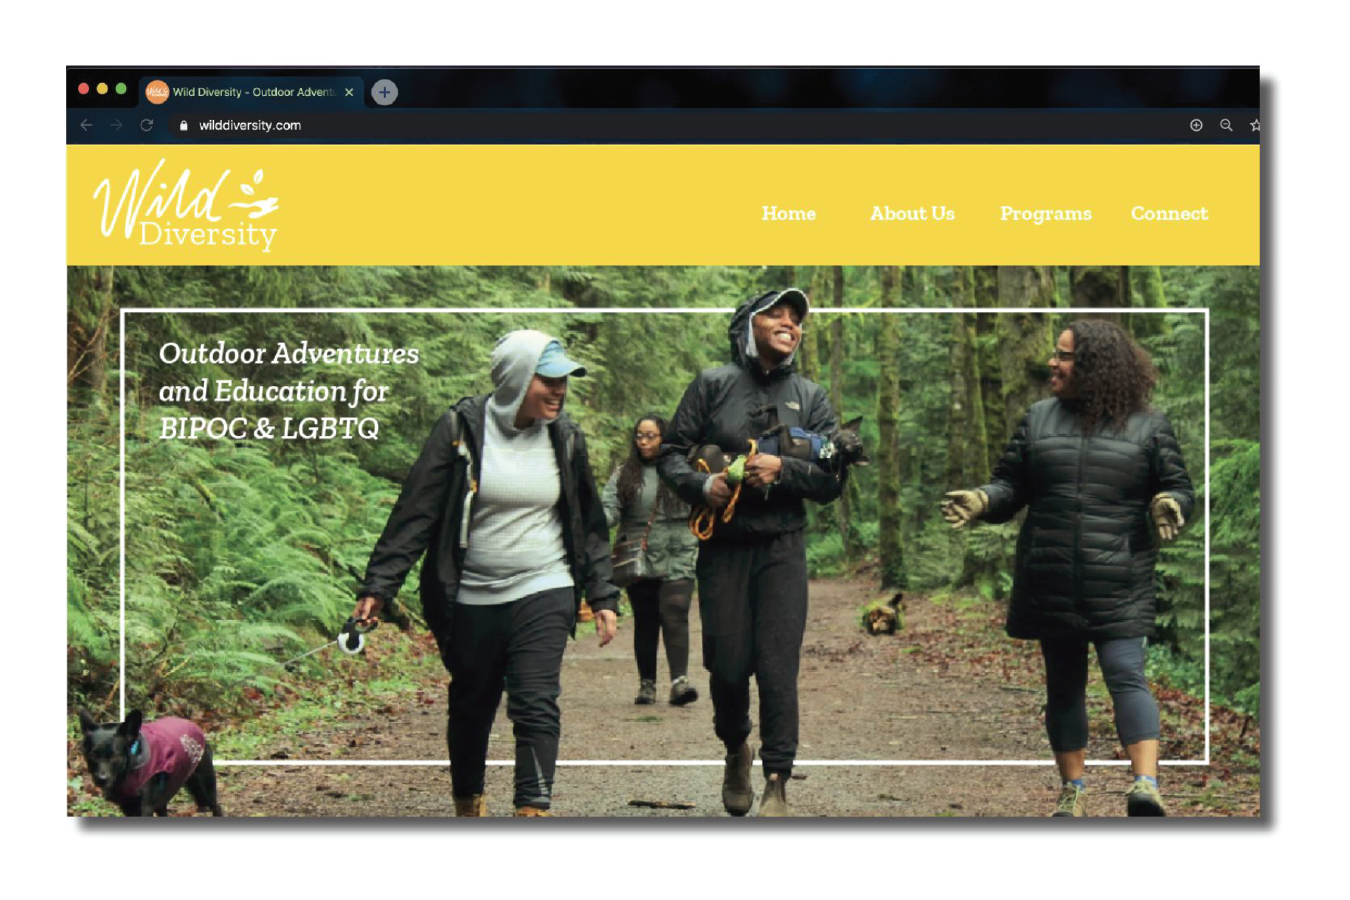 Wild Diversity - Outdoor Advent
wilddiversity.com
Wild
Diversity
Home
About Us
Programs
Connect
Outdoor Adventures
and Education for
BIPOC & LGBTQ